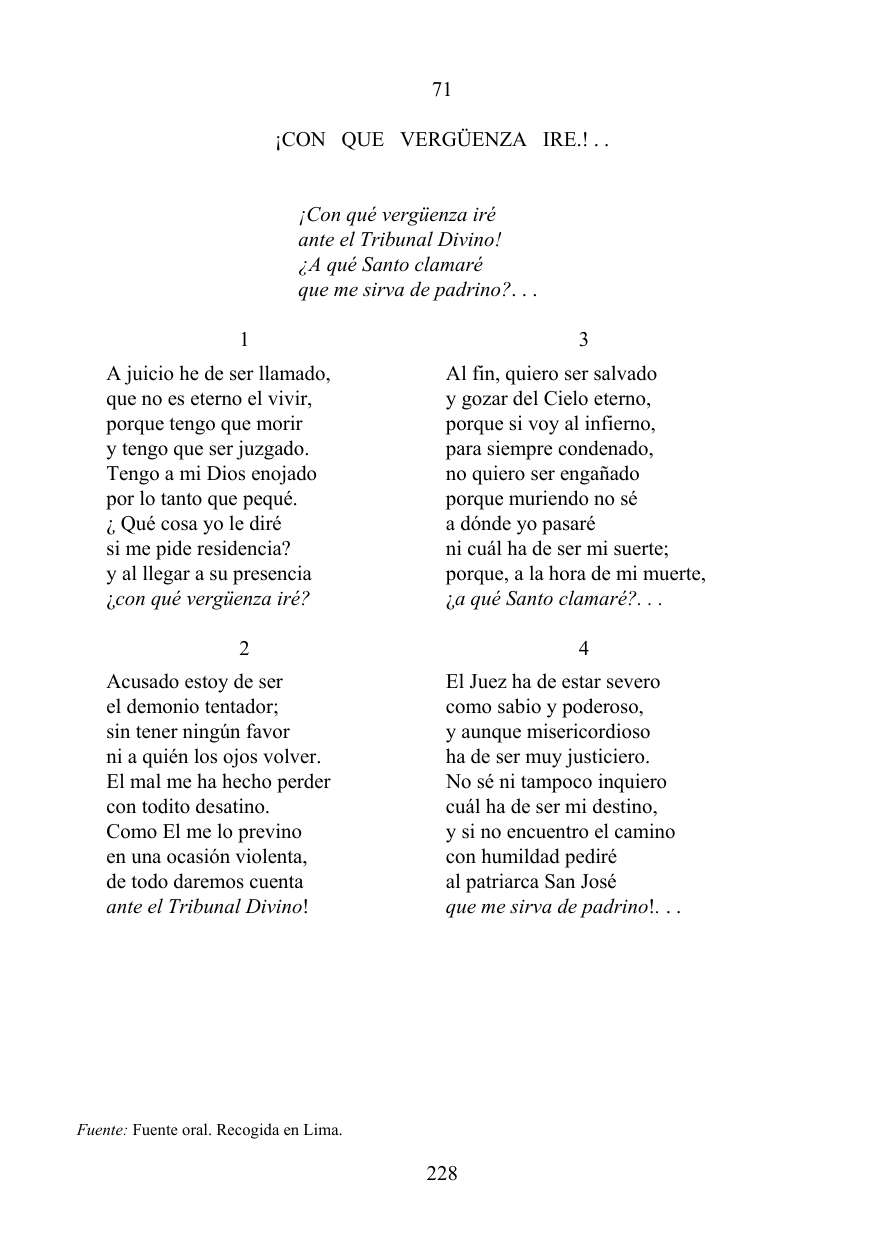 71
¡CON QUE VERGÜENZA IRE.! . .
¡Con qué vergüenza iré
ante el Tribunal Divino!
¿A qué Santo clamaré
que me sirva de padrino?. . .
1
A juicio he de ser llamado,
que no es eterno el vivir,
porque tengo que morir
y tengo que ser juzgado.
Tengo a mi Dios enojado
por lo tanto que pequé.
¿ Qué cosa yo le diré
si me pide residencia?
y al llegar a su presencia
¿con qué vergüenza iré?
2
Acusado estoy de ser
el demonio tentador;
sin tener ningún favor
ni a quién los ojos volver.
El mal me ha hecho perder
con todito desatino.
Como El me lo previno
en una ocasión violenta,
de todo daremos cuenta
ante el Tribunal Divino!
3
Al fin, quiero ser salvado
y gozar del Cielo eterno,
porque si voy al infierno,
para siempre condenado,
no quiero ser engañado
porque muriendo no sé
a dónde yo pasaré
ni cuál ha de ser mi suerte;
porque, a la hora de mi muerte,
¿a qué Santo clamaré?. . .
4
El Juez ha de estar severo
como sabio y poderoso,
y aunque misericordioso
ha de ser muy justiciero.
No sé ni tampoco inquiero
cuál ha de ser mi destino,
y si no encuentro el camino
con humildad pediré
al patriarca San José
que me sirva de padrino!. . .
Fuente: Fuente oral. Recogida en Lima.
228